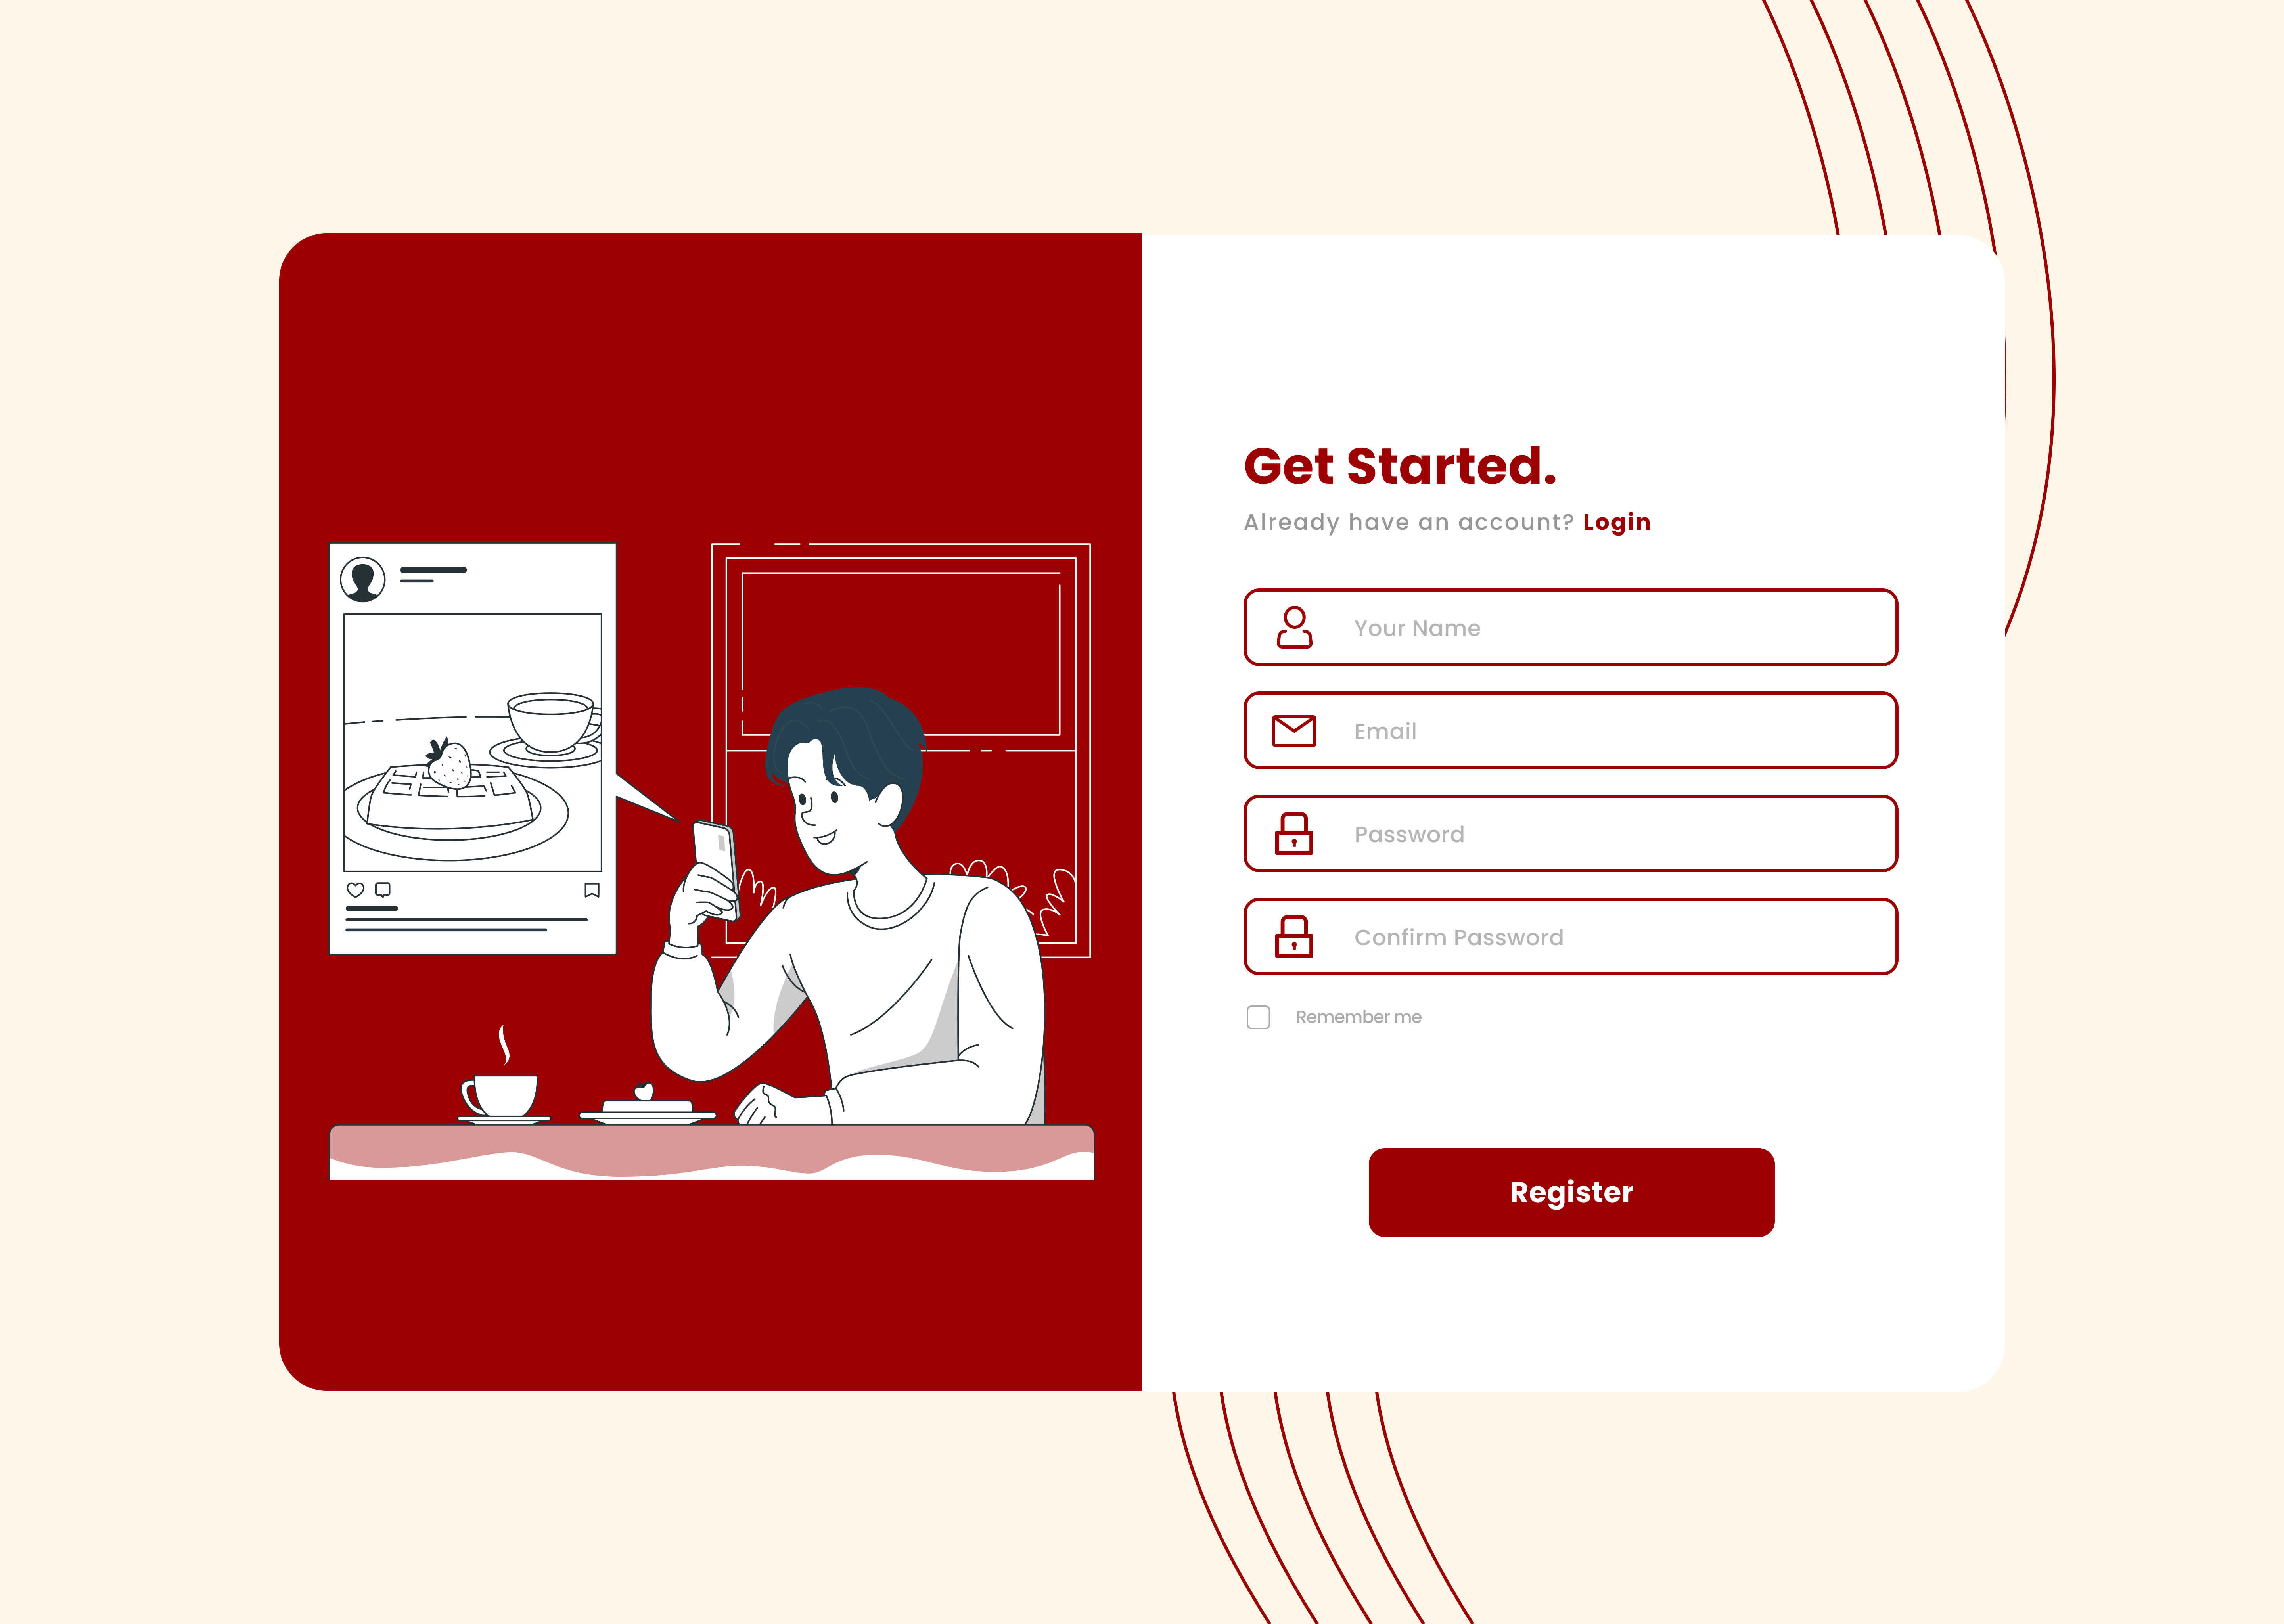 Get Started.
Already have an account? Login
Your Name
Email
Password
Confirm Password
Remember me
Register